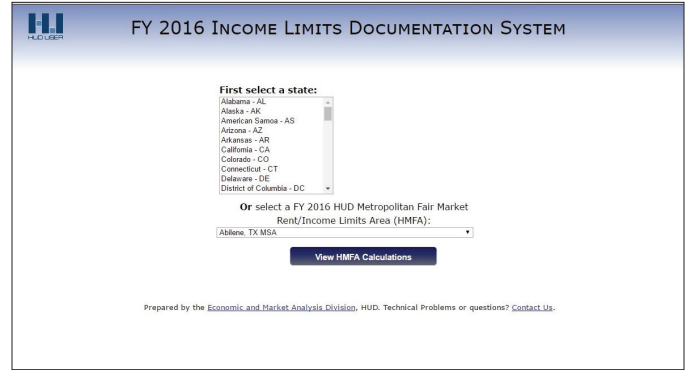 HUD USER
FY 2016 INCOME LIMITS DOCUMENTATION SYSTEM
First select a state:
Alabama - AL
Alaska - AK
American Samoa - AS
Arizona - AZ
Arkansas - AR
California - CA
Colorado - CO
Connecticut - CT
Delaware - DE
District of Columbia - DC
Or select a FY 2016 HUD Metropolitan Fair Market
Rent/Income Limits Area (HMFA):
Abilene, TX MSA
View HMFA Calculations
Prepared by the Economic and Market Analysis Division, HUD. Technical Problems or questions? Contact Us.